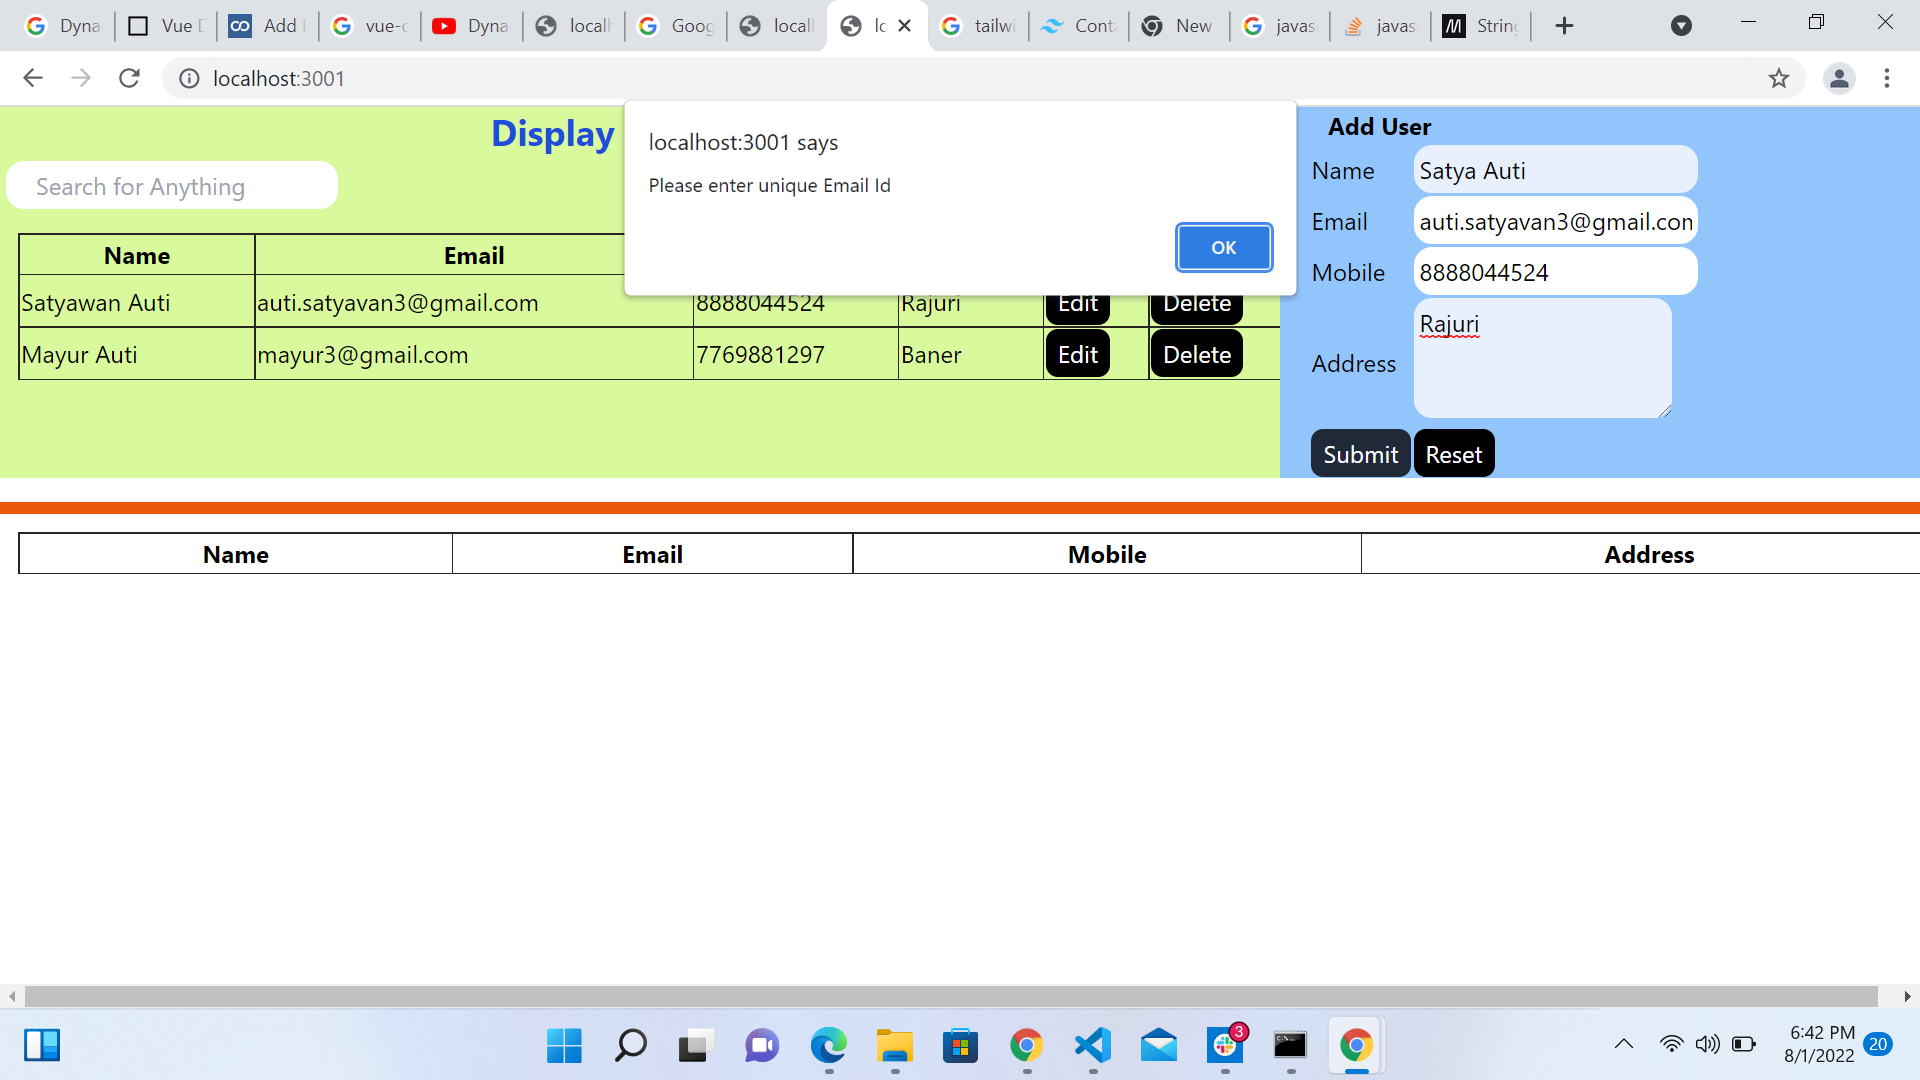 Dyna
Vue D
Add
vue-c
Dyna
localh
Goog
localh
lc
tailwi
Cont
New
javas
javas
String
localhost:3001
Display
localhost:3001 says
Please enter unique Email Id
OK
Search for Anything
Name Email
Satyawan Auti auti.satyavan3@gmail.com 8888044524 Rajuri Edit Delete
Mayur Auti mayur3@gmail.com 7769881297 Baner Edit Delete
Add User
Name Satya Auti
Email auti.satyavan3@gmail.con
Mobile 8888044524
Address Rajuri
Submit Reset
Name Email Mobile Address
3
6:42 PM
8/1/2022
20